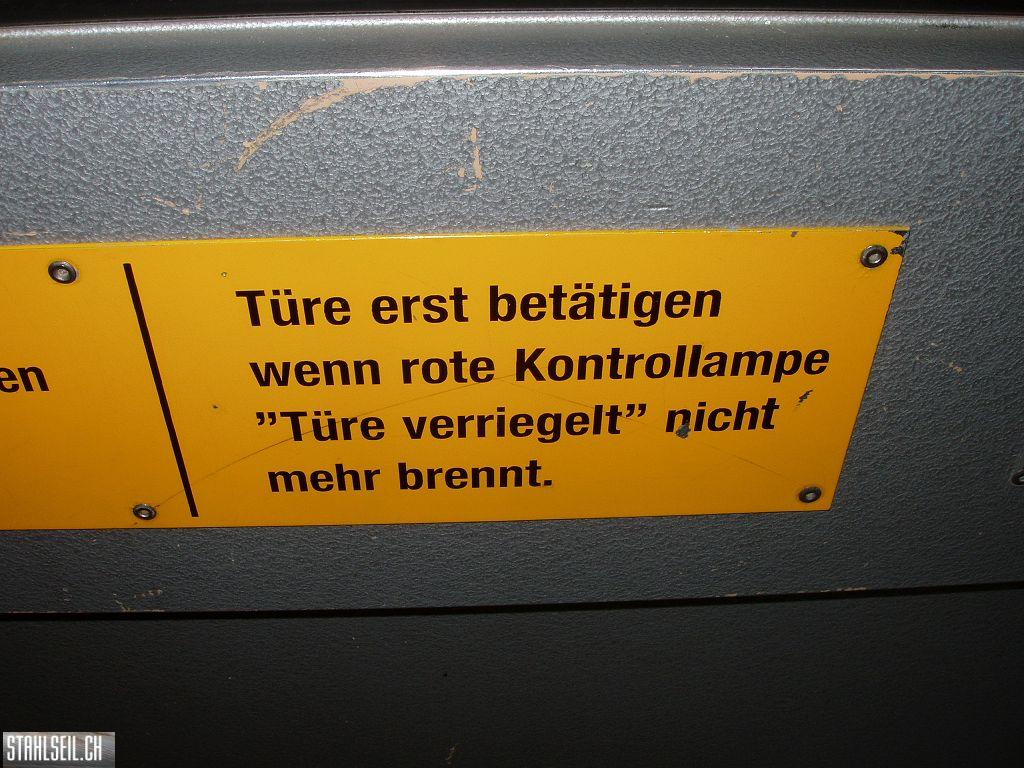 en
Türe erst betätigen
wenn rote Kontrollampe
”Türe verriegelt” nicht
mehr brennt.
STAHLSEIL.CH